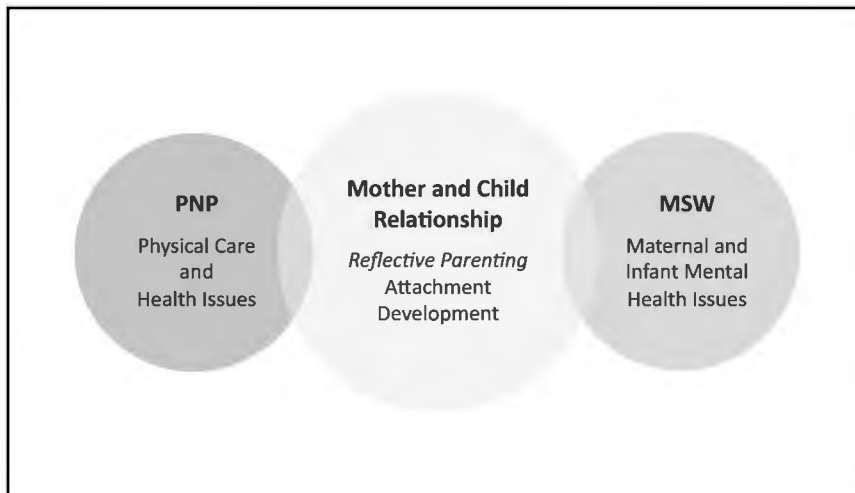 PNP
Physical Care
and
Health Issues
Mother and Child
Relationship
Reflective Parenting
Attachment
Development
MSW
Maternal and
Infant Mental
Health Issues